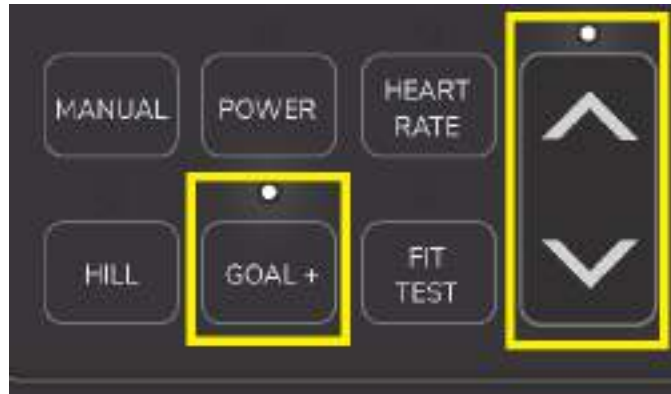 MANUAL
POWER
HEART
RATE
HILL
GOAL +
FIT
TEST